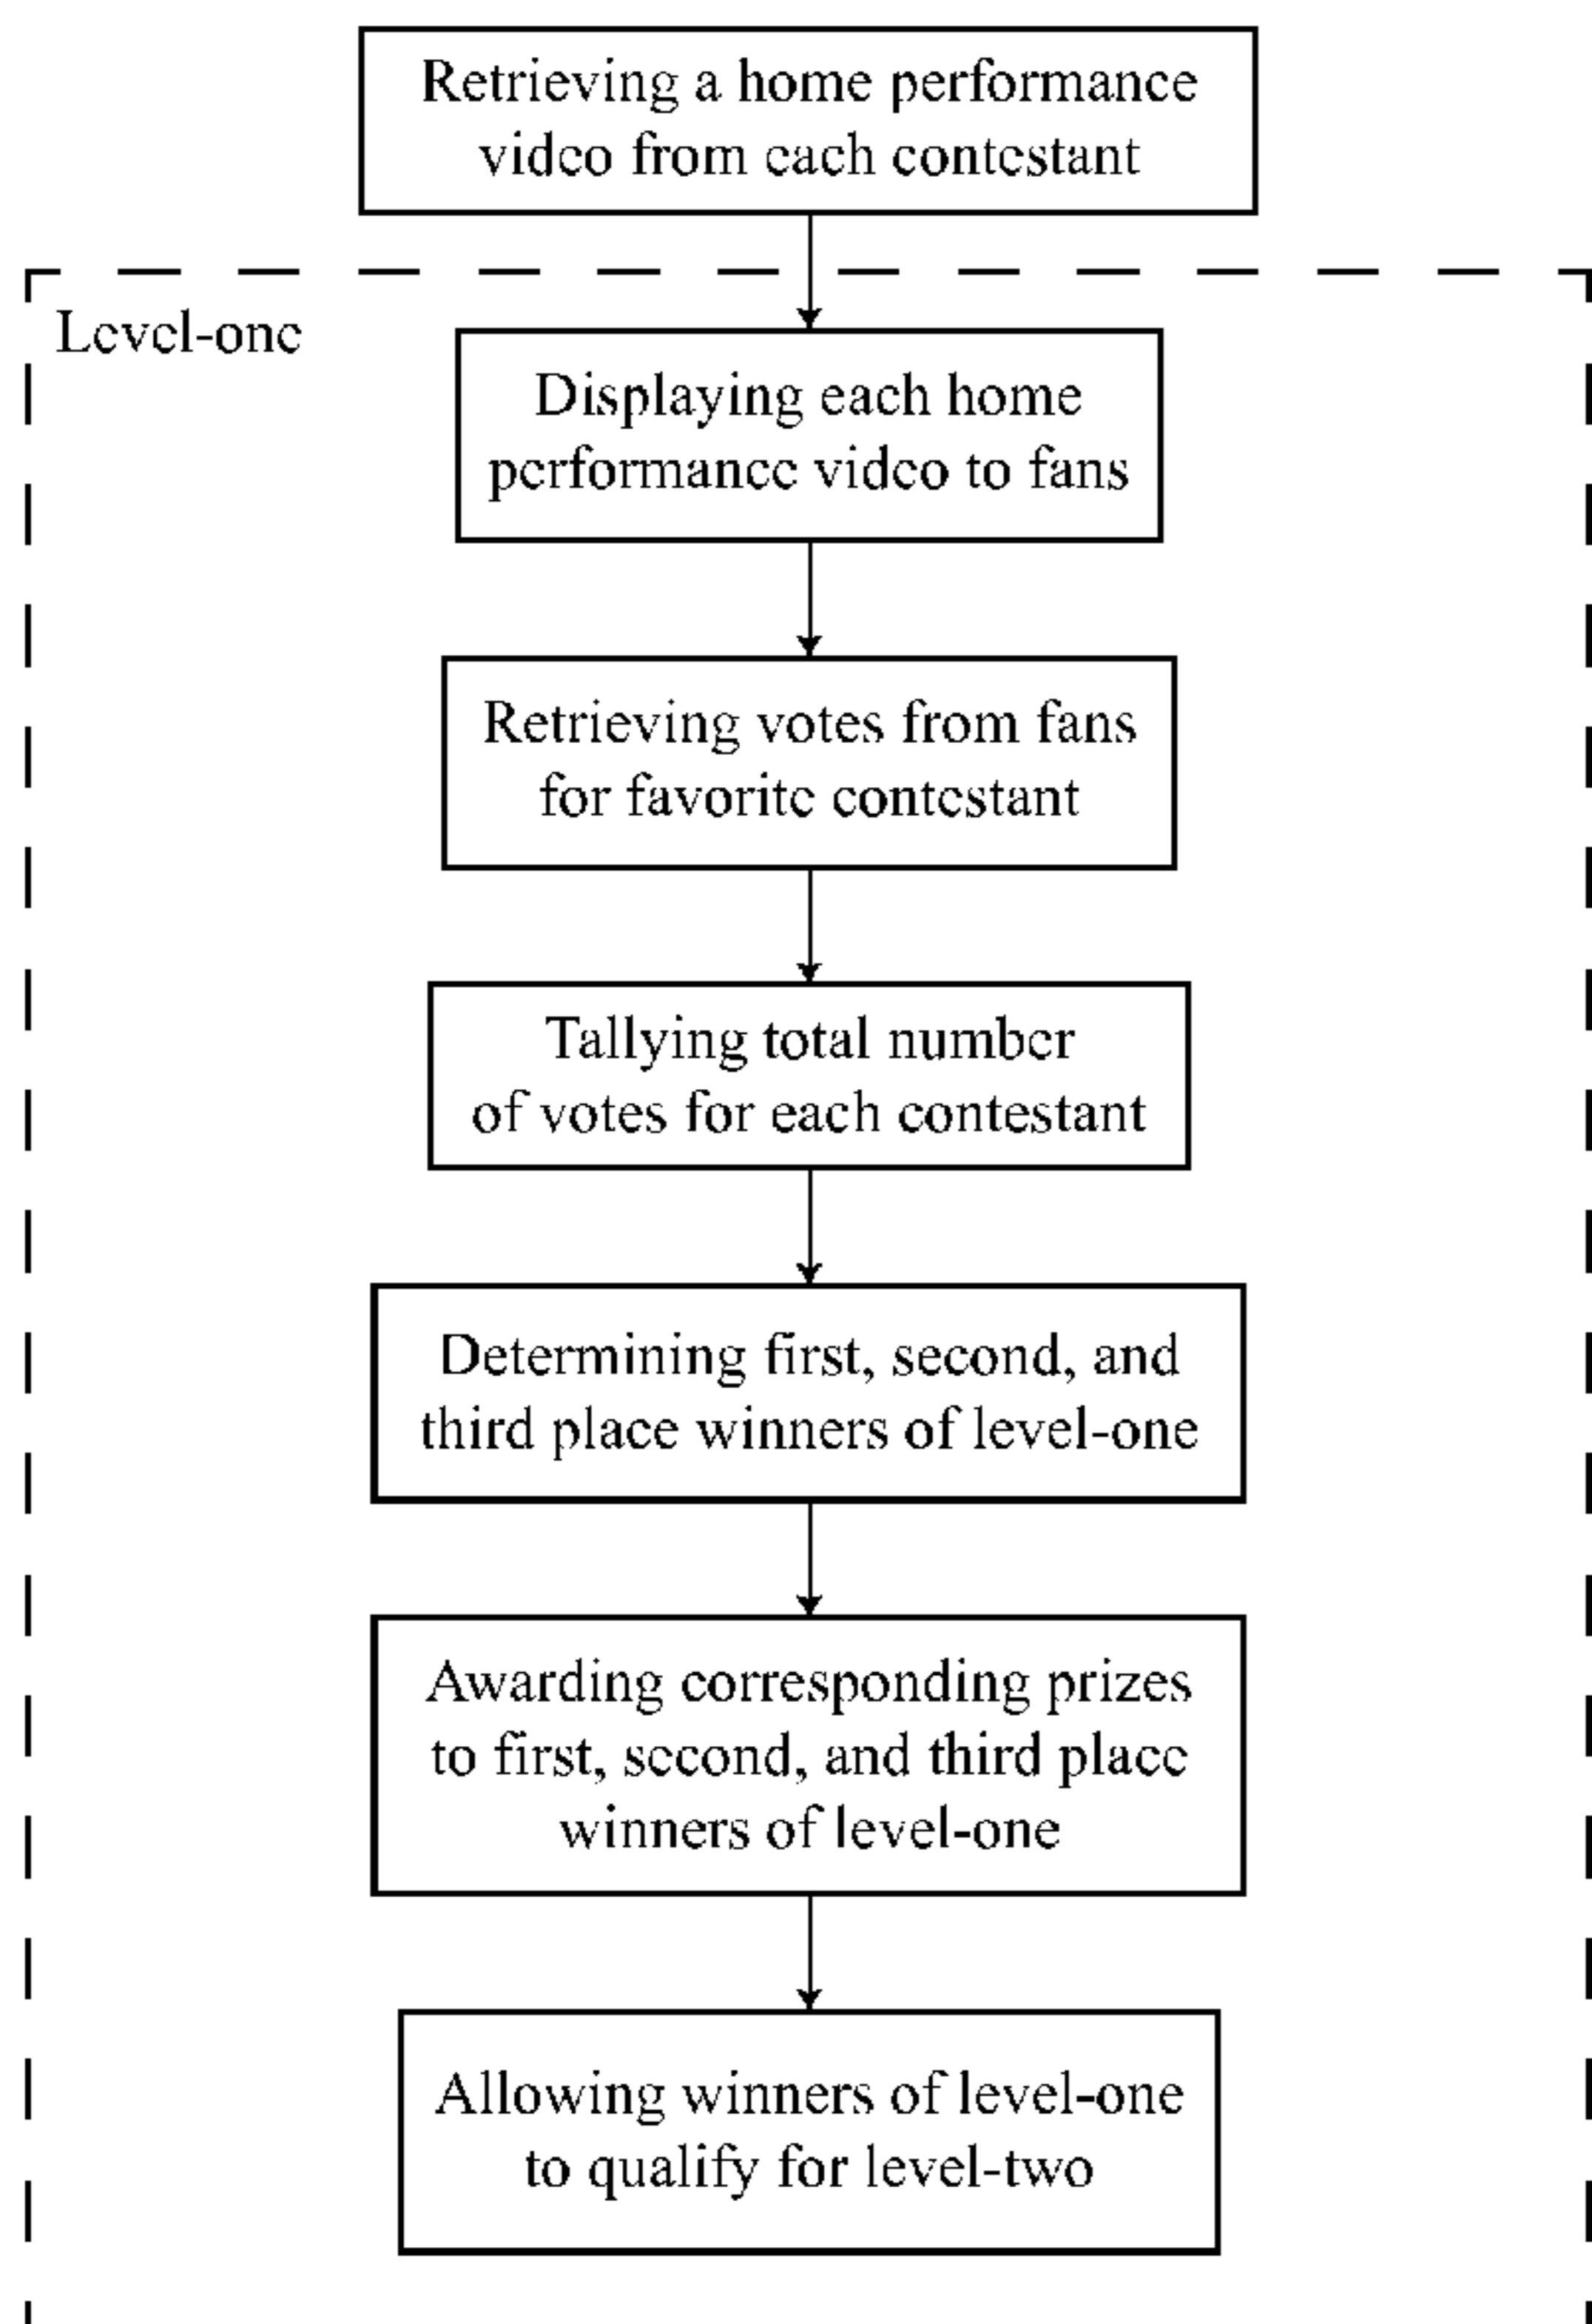 Retrieving a home performance
video from each contestant
Level-one
Displaying each home
performance video to fans
Retrieving votes from fans
for favorite contestant
Tallying total number
of votes for each contestant
Determining first, second, and
third place winners of level-one
Awarding corresponding prizes
to first, second, and third place
winners of level-one
Allowing winners of level-one
to qualify for level-two